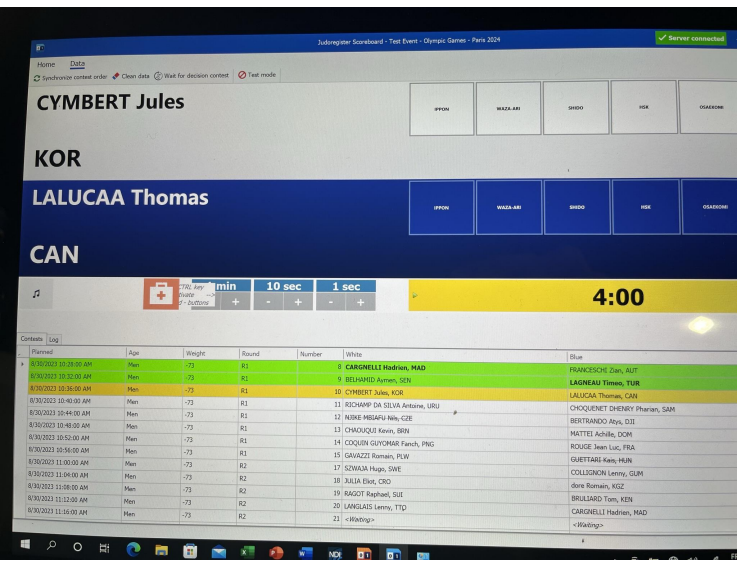 Judoregister Scoreboard - Test Event - Olympic Games - Paris 2024
Server connected
Home Data
Synchronize contest order Clean data Wait for decision contest Test mode
CYMBERT Jules
IPPON WAZA-ARI SHIDO HSK OSAEKOMI
KOR
LALUCAA Thomas
IPPON WAZA-ARI SHIDO HSK OSAEKOMI
CAN
CTRL key
tivate -->
d - buttons
min 10 sec 1 sec
+ - + - +
4:00
Contests Log
Planned Age Weight Round Number White Blue
8/30/2023 10:28:00 AM Men -73 R1 8 CARGNELLI Hadrien, MAD FRANCESCHI Zian, AUT
8/30/2023 10:32:00 AM Men -73 R1 9 BELHAMID Aymen, SEN LAGNEAU Timeo, TUR
8/30/2023 10:36:00 AM Men -73 R1 10 CYMBERT Jules, KOR LALUCAA Thomas, CAN
8/30/2023 10:40:00 AM Men -73 R1 11 RICHAMP DA SILVA Antoine, URU CHOQUENET DHENRY Pharian, SAM
8/30/2023 10:44:00 AM Men -73 R1 12 NJIKE MBIAFU Nils, CZE BERTRANDO Atys, DJI
8/30/2023 10:48:00 AM Men -73 R1 13 CHAOUQUI Kevin, BRN MATTEI Achille, DOM
8/30/2023 10:52:00 AM Men -73 R1 14 COQUIN GUYOMAR Fanch, PNG ROUGE Jean Luc, FRA
8/30/2023 10:56:00 AM Men -73 R1 15 GAVAZZI Romain, PLW GUETTARI Kais, HUN
8/30/2023 11:00:00 AM Men -73 R2 17 SZWAJA Hugo, SWE COLLIGNON Lenny, GUM
8/30/2023 11:04:00 AM Men -73 R2 18 JULIA Eliot, CRO dore Romain, KGZ
8/30/2023 11:08:00 AM Men -73 R2 19 RAGOT Raphael, SUI BRULIARD Tom, KEN
8/30/2023 11:12:00 AM Men -73 R2 20 LANGLAIS Lenny, TTO CARGNELLI Hadrien, MAD
8/30/2023 11:16:00 AM Men -73 R2 21 <Waiting> <Waiting>
NDI